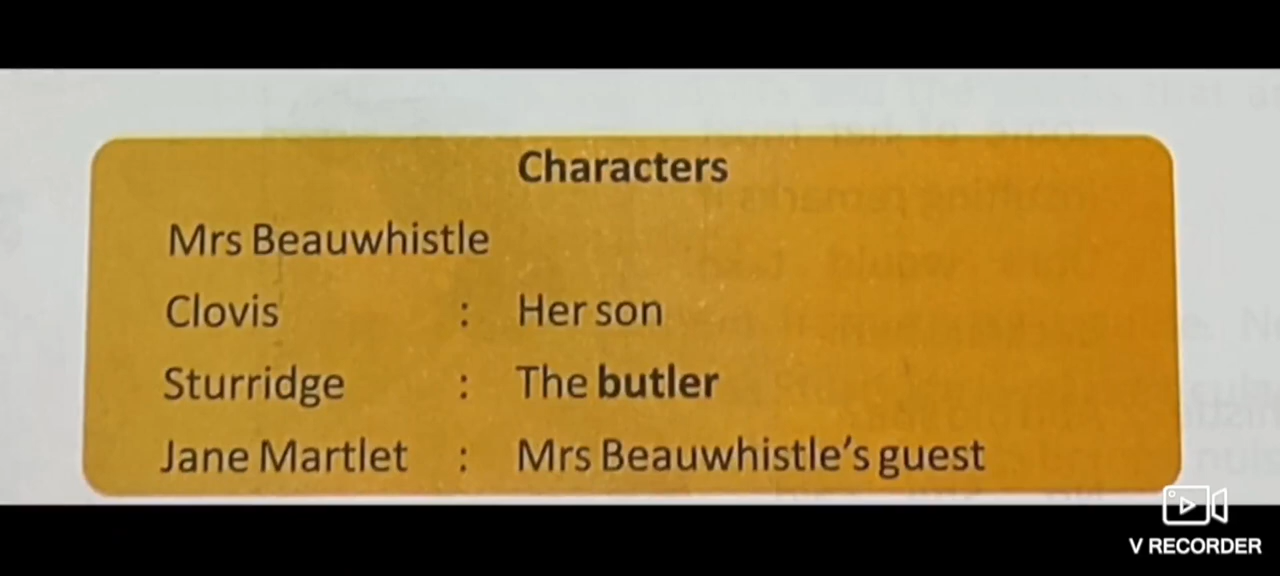 Characters
Mrs Beauwhistle
Clovis : Her son
Sturridge : The butler
Jane Martlet : Mrs Beauwhistle's guest
V RECORDER